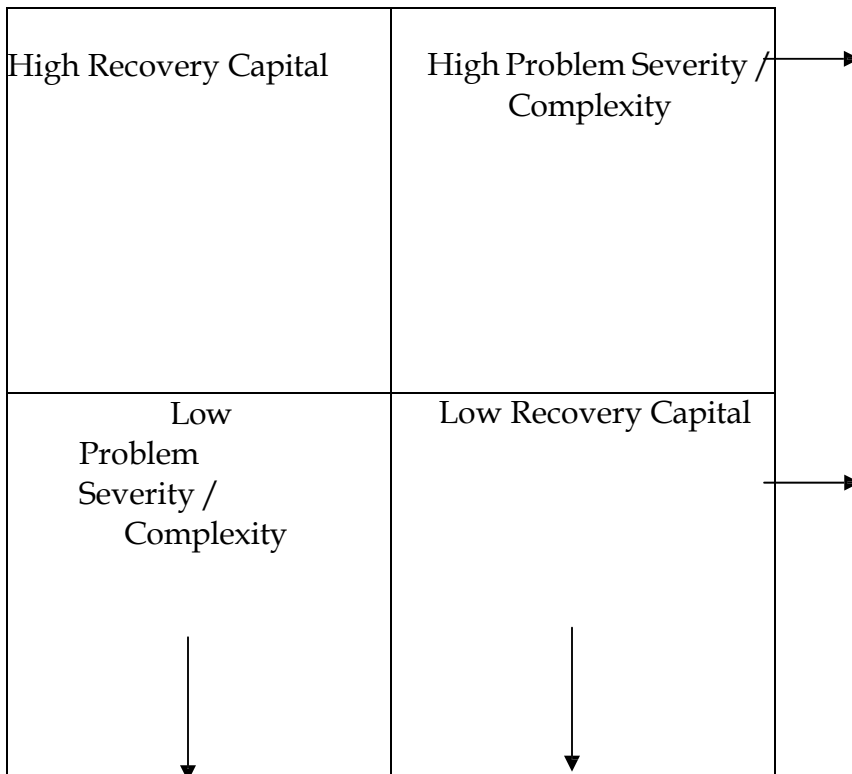 High Recovery Capital
High Problem Severity /
Complexity
Low
Problem
Severity /
Complexity
Low Recovery Capital